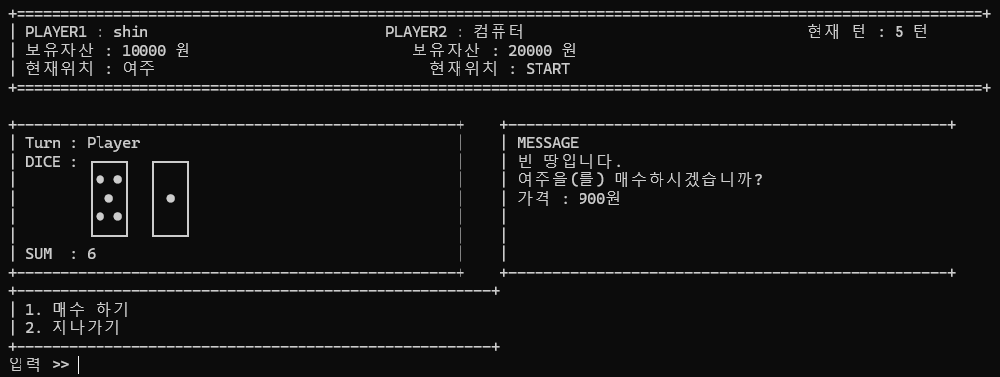 PLAYER1 : shin PLAYER2 : 컴퓨터 현재 턴 : 5 턴
보유자산 : 10000 원 보유자산 : 20000 원
현재위치 : 여주 현재위치 : START
Turn : Player
DICE :
SUM : 6
MESSAGE
빈 땅입니다.
여주을(를) 매수하시겠습니까?
가격 : 900원
1. 매수 하기
2. 지나가기
입력 >>